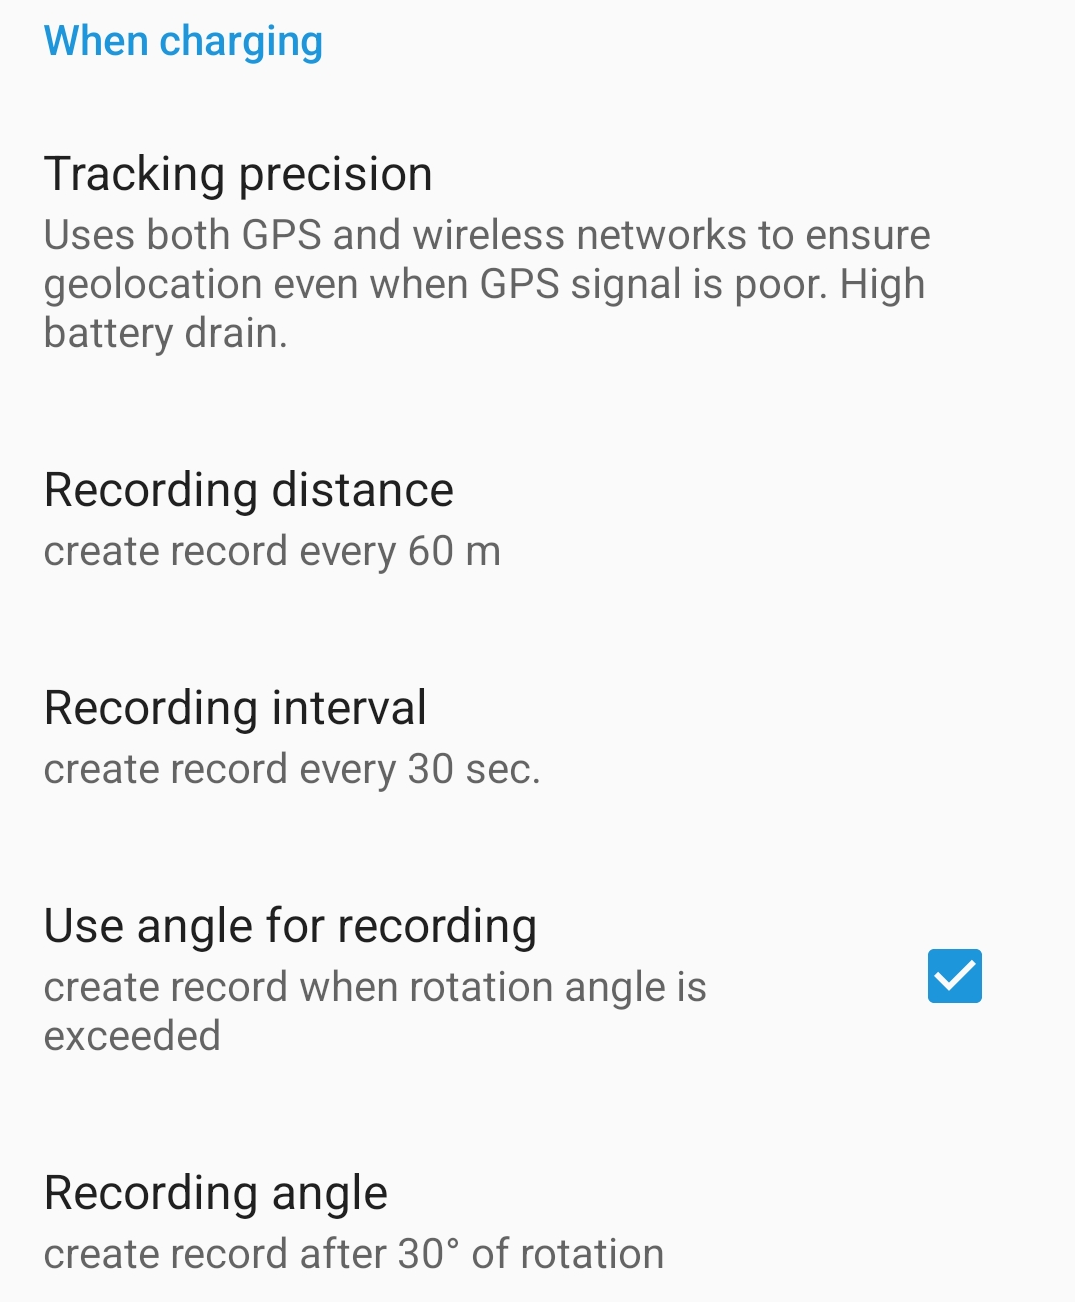 When charging
Tracking precision
Uses both GPS and wireless networks to ensure
geolocation even when GPS signal is poor. High
battery drain.
Recording distance
create record every 60 m
Recording interval
create record every 30 sec.
Use angle for recording
create record when rotation angle is
exceeded
Recording angle
create record after 30° of rotation